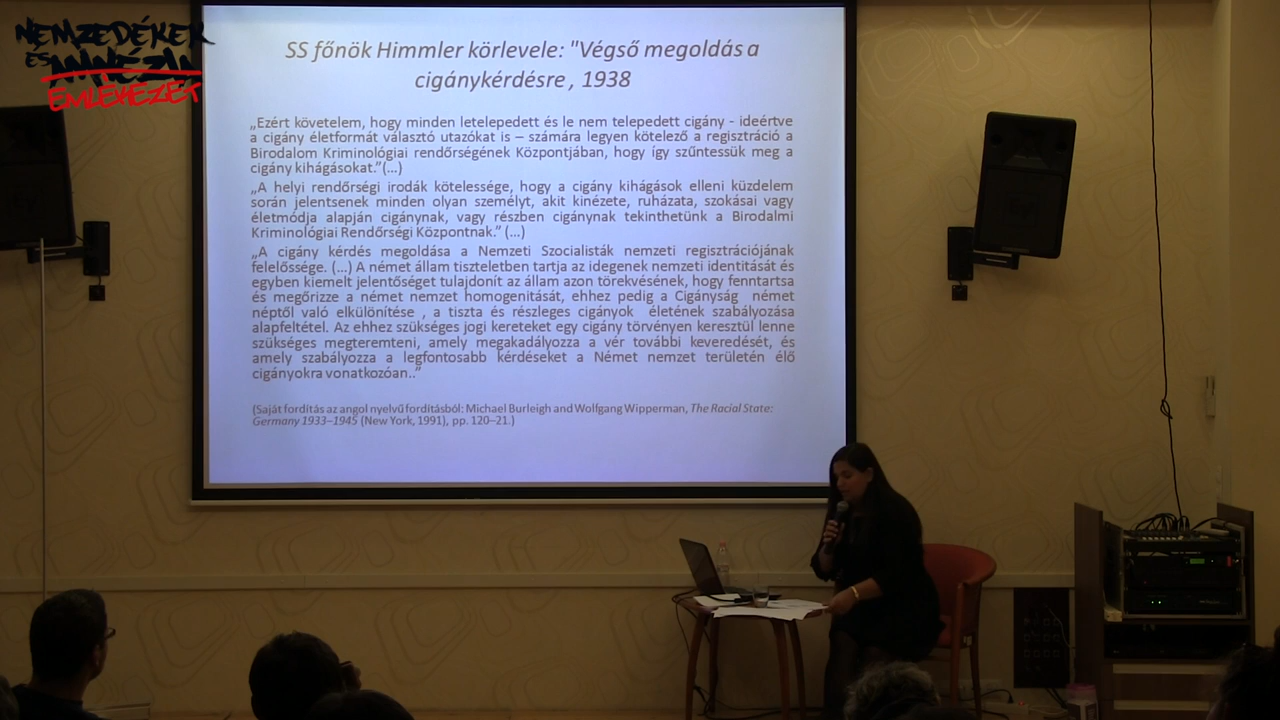 NEMZEDÉKEK
ÉS AMNÉZIA
EMLÉKEZET
SS főnök Himmler körlevele: "Végső megoldás a
cigánykérdésre , 1938
„Ezért követelem, hogy minden letelepedett és le nem telepedett cigány - ideértve
a cigány életformát választó utazókat is – számára legyen kötelező a regisztráció a
Birodalom Kriminológiai rendőrségének Központjában, hogy így szűntessük meg a
cigány kihágásokat.”(...)
„A helyi rendőrségi irodák kötelessége, hogy a cigány kihágások elleni küzdelem
során jelentsenek minden olyan személyt, akit kinézete, ruházata, szokásai vagy
életmódja alapján cigánynak, vagy részben cigánynak tekinthetünk a Birodalmi
Kriminológiai Rendőrségi Központnak.” (...)
„A cigány kérdés megoldása a Nemzeti Szocialisták nemzeti regisztrációjának
felelőssége. (...) A német állam tiszteletben tartja az idegenek nemzeti identitását és
egyben kiemelt jelentőséget tulajdonít az állam azon törekvésének, hogy fenntartsa
és megőrizze a német nemzet homogenitását, ehhez pedig a Cigányság német
néptől való elkülönítése , a tiszta és részleges cigányok életének szabályozása
alapfeltétel. Az ehhez szükséges jogi kereteket egy cigány törvényen keresztül lenne
szükséges megteremteni, amely megakadályozza a vér további keveredését, és
amely szabályozza a legfontosabb kérdéseket a Német nemzet területén élő
cigányokra vonatkozóan..”
(Saját fordítás az angol nyelvű fordításból: Michael Burleigh and Wolfgang Wipperman, The Racial State:
Germany 1933–1945 (New York, 1991), pp. 120–21.)